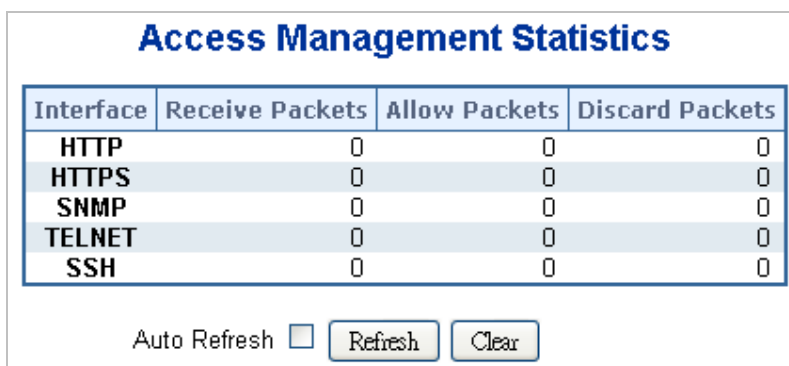 Access Management Statistics
Interface Receive Packets Allow Packets Discard Packets
HTTP 0 0 0
HTTPS 0 0 0
SNMP 0 0 0
TELNET 0 0 0
SSH 0 0 0
Auto Refresh Refresh Clear